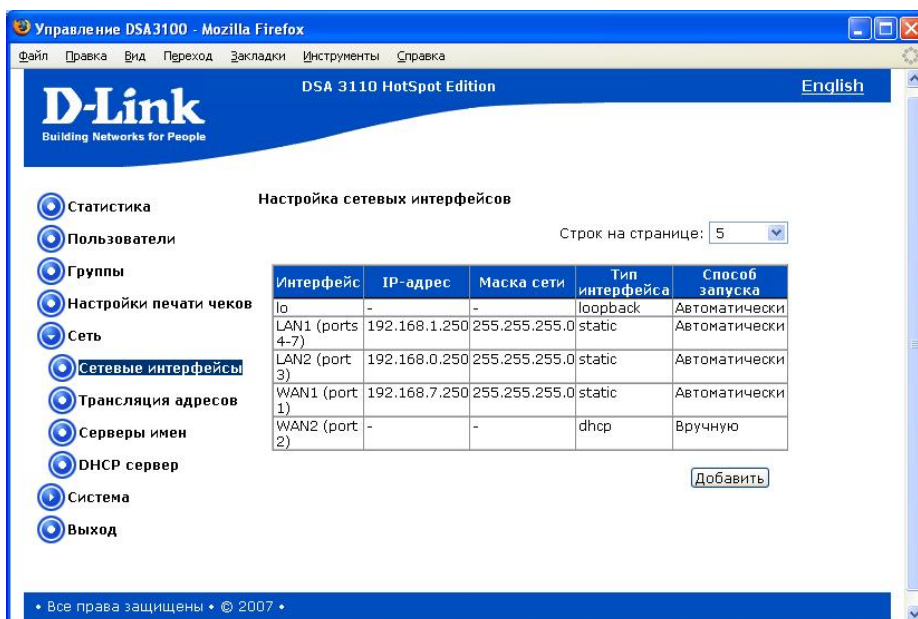 Управление DSA3100 - Mozilla Firefox
Файл Правка Вид Переход Закладки Инструменты Справка
DSA 3110 HotSpot Edition
English
D-Link
Building Networks for People
Статистика
Пользователи
Группы
Настройки печати чеков
Сеть
Сетевые интерфейсы
Трансляция адресов
Серверы имен
DHCP сервер
Система
Выход
Настройка сетевых интерфейсов
Строк на странице: 5
Интерфейс IP-адрес Маска сети Тип интерфейса Способ запуска
lo - - loopback Автоматически
LAN1 (ports 4-7) 192.168.1.250 255.255.255.0 static Автоматически
LAN2 (port 3) 192.168.0.250 255.255.255.0 static Автоматически
WAN1 (port 1) 192.168.7.250 255.255.255.0 static Автоматически
WAN2 (port 2) - - dhcp Вручную
Добавить
• Все права защищены • © 2007 •